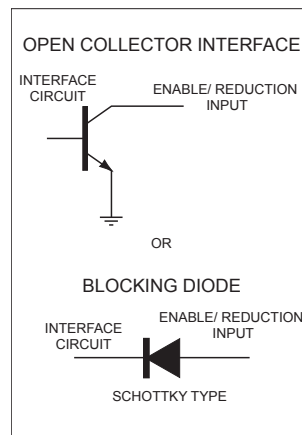 OPEN COLLECTOR INTERFACE
INTERFACE
CIRCUIT
ENABLE/ REDUCTION
INPUT
OR
BLOCKING DIODE
INTERFACE
CIRCUIT
ENABLE/ REDUCTION
INPUT
SCHOTTKY TYPE